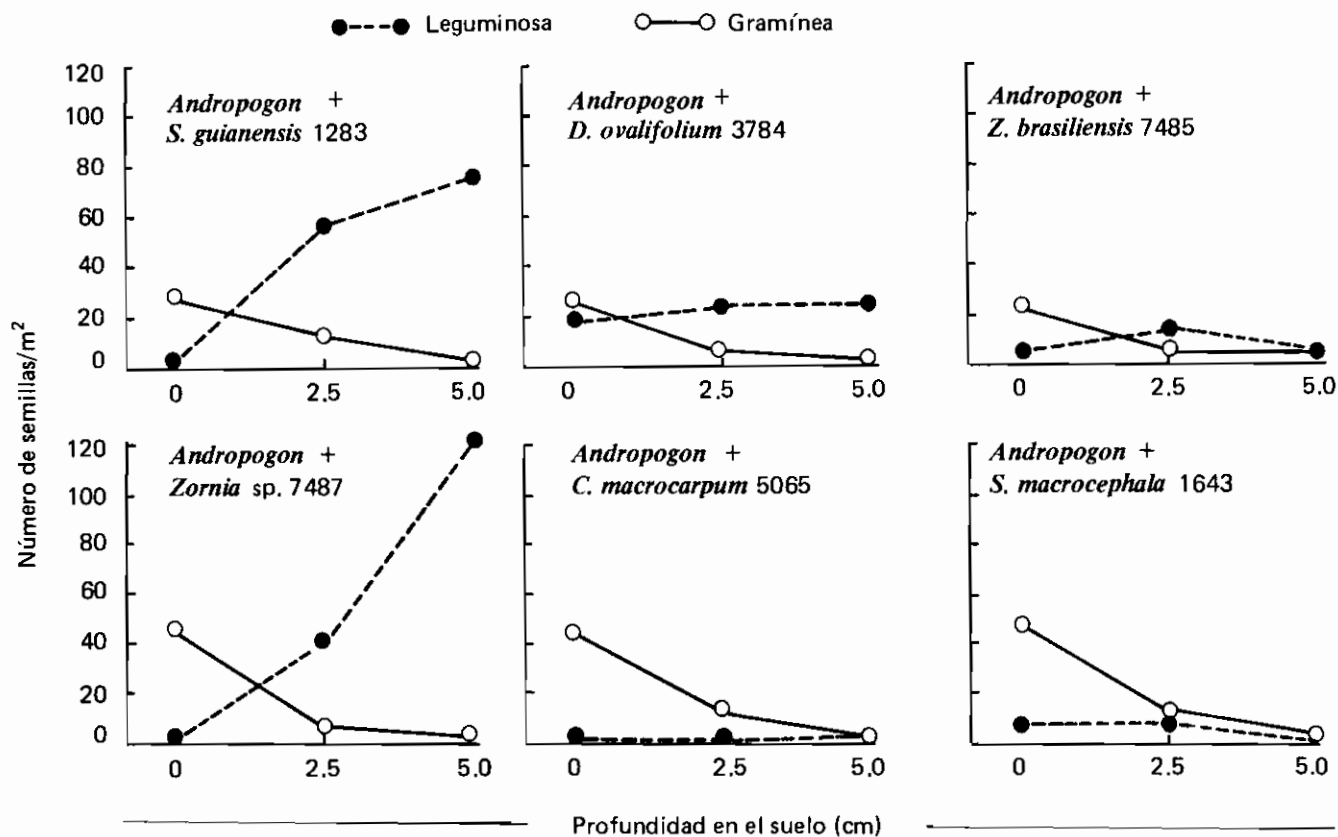 Leguminosa Gramínea
Número de semillas/m²
120
100
80
60
40
20
0
Andropogon +
S. guianensis 1283
0 2.5 5.0
Andropogon +
D. ovalifolium 3784
0 2.5 5.0
Andropogon +
Z. brasiliensis 7485
0 2.5 5.0
120
100
80
60
40
20
0
Andropogon +
Zornia sp. 7487
0 2.5 5.0
Andropogon +
C. macrocarpum 5065
0 2.5 5.0
Andropogon +
S. macrocephala 1643
0 2.5 5.0
Profundidad en el suelo (cm)